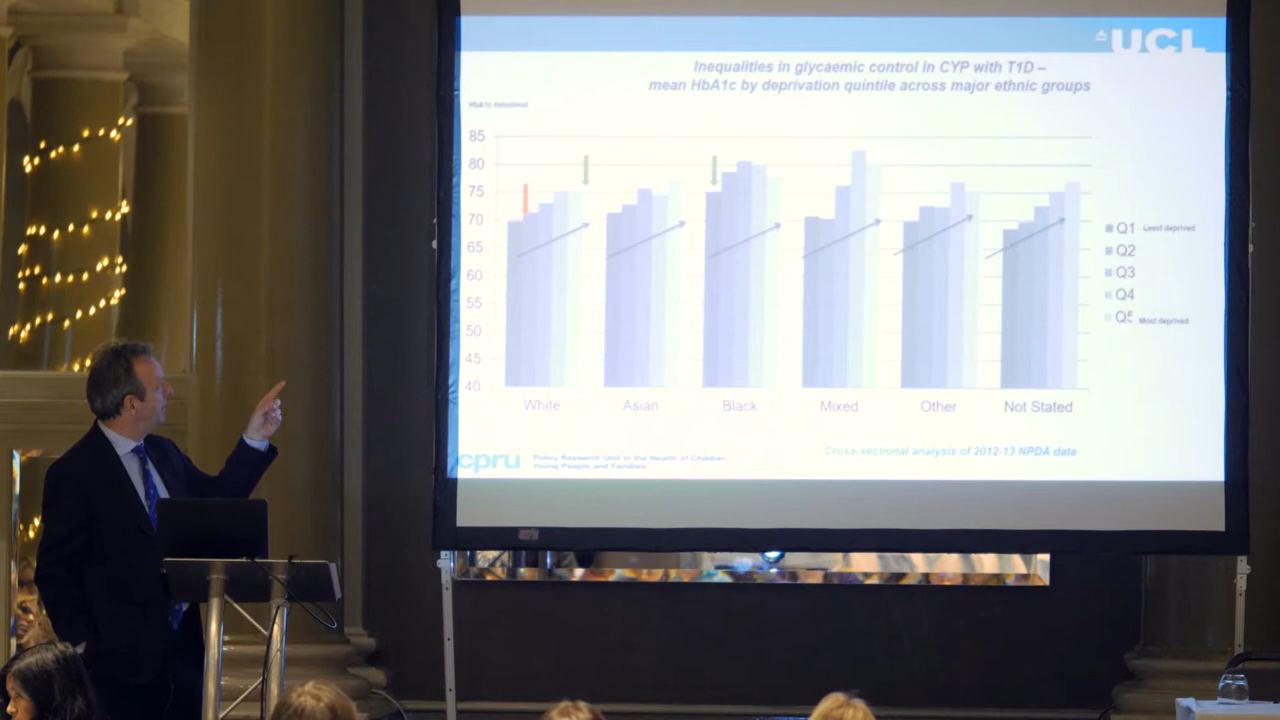 UCL
Inequalities in glycaemic control in CYP with T1D –
mean HbA1c by deprivation quintile across major ethnic groups
HbA1c mmol/mol
85
80
75
70
65
60
55
50
45
40
White Asian Black Mixed Other Not Stated
Q1 Least deprived
Q2
Q3
Q4
Q5 Most deprived
Cross-sectional analysis of 2012-13 NPDA data
cpru
Policy Research Unit in the Health of Children,
Young People and Families